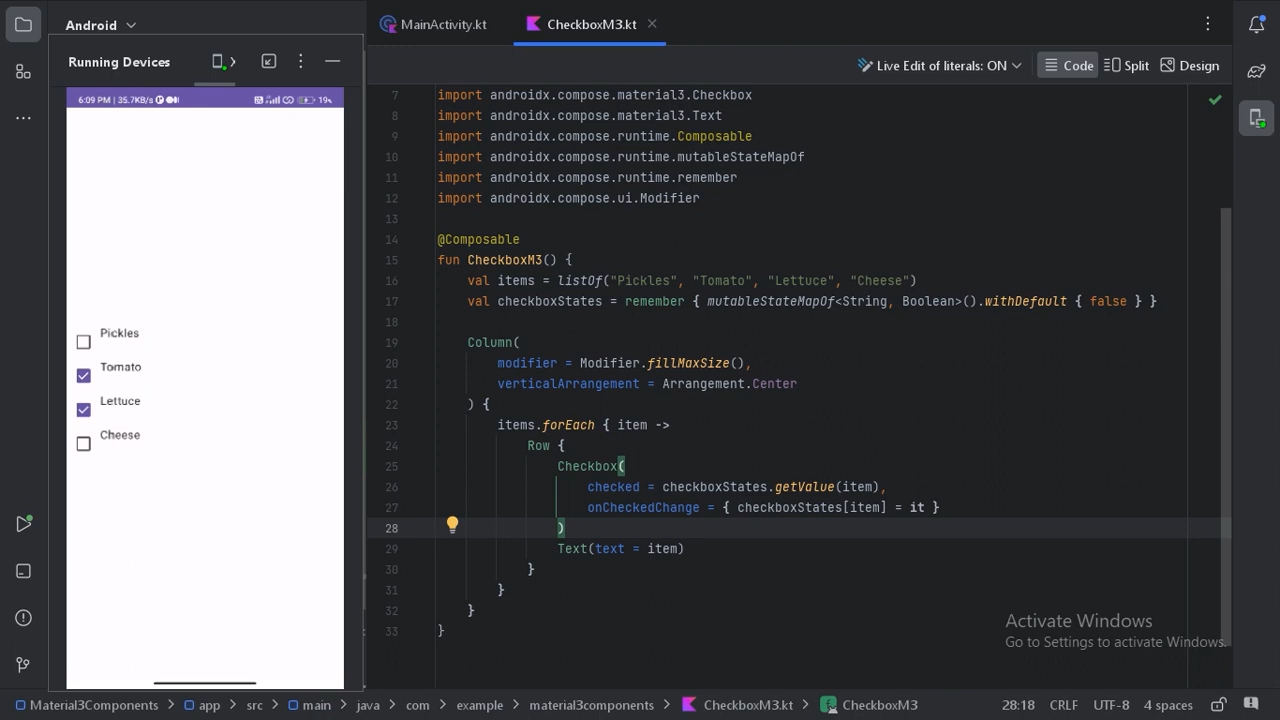 Android
MainActivity.kt
CheckboxM3.kt
Running Devices
Live Edit of literals: ON
Code
Split
Design
6:09 PM | 35.7KB/s
19%
7 import androidx.compose.material3.Checkbox
8 import androidx.compose.material3.Text
9 import androidx.compose.runtime.Composable
10 import androidx.compose.runtime.mutableStateMapOf
11 import androidx.compose.runtime.remember
12 import androidx.compose.ui.Modifier
13
14 @Composable
15 fun CheckboxM3() {
16 val items = listOf("Pickles", "Tomato", "Lettuce", "Cheese")
17 val checkboxStates = remember { mutableStateMapOf<String, Boolean>().withDefault { false } }
18
19 Column(
20 modifier = Modifier.fillMaxSize(),
21 verticalArrangement = Arrangement.Center
22 ) {
23 items.forEach { item ->
24 Row {
25 Checkbox(
26 checked = checkboxStates.getValue(item),
27 onCheckedChange = { checkboxStates[item] = it }
28 )
29 Text(text = item)
30 }
31 }
32 }
33 }
Pickles
Tomato
Lettuce
Cheese
Activate Windows
Go to Settings to activate Windows.
Material3Components
app
src
main
java
com
example
material3components
CheckboxM3.kt
CheckboxM3
28:18
CRLF
UTF-8
4 spaces